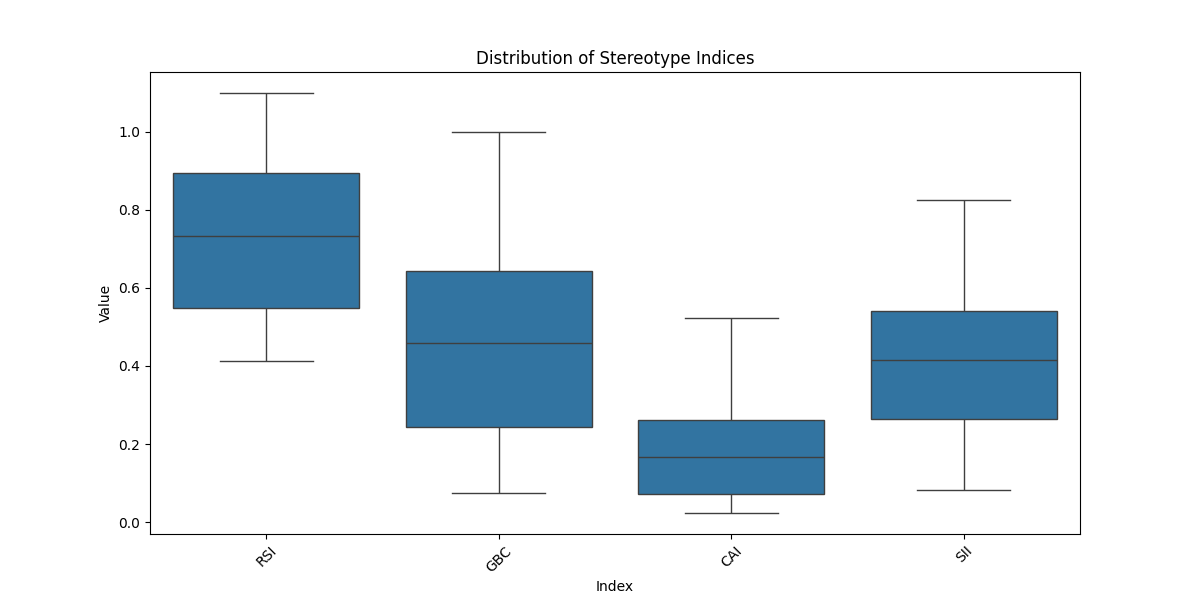 Distribution of Stereotype Indices
1.0
0.8
0.6
0.4
0.2
0.0
Value
RSI
GBC
CAI
SII
Index